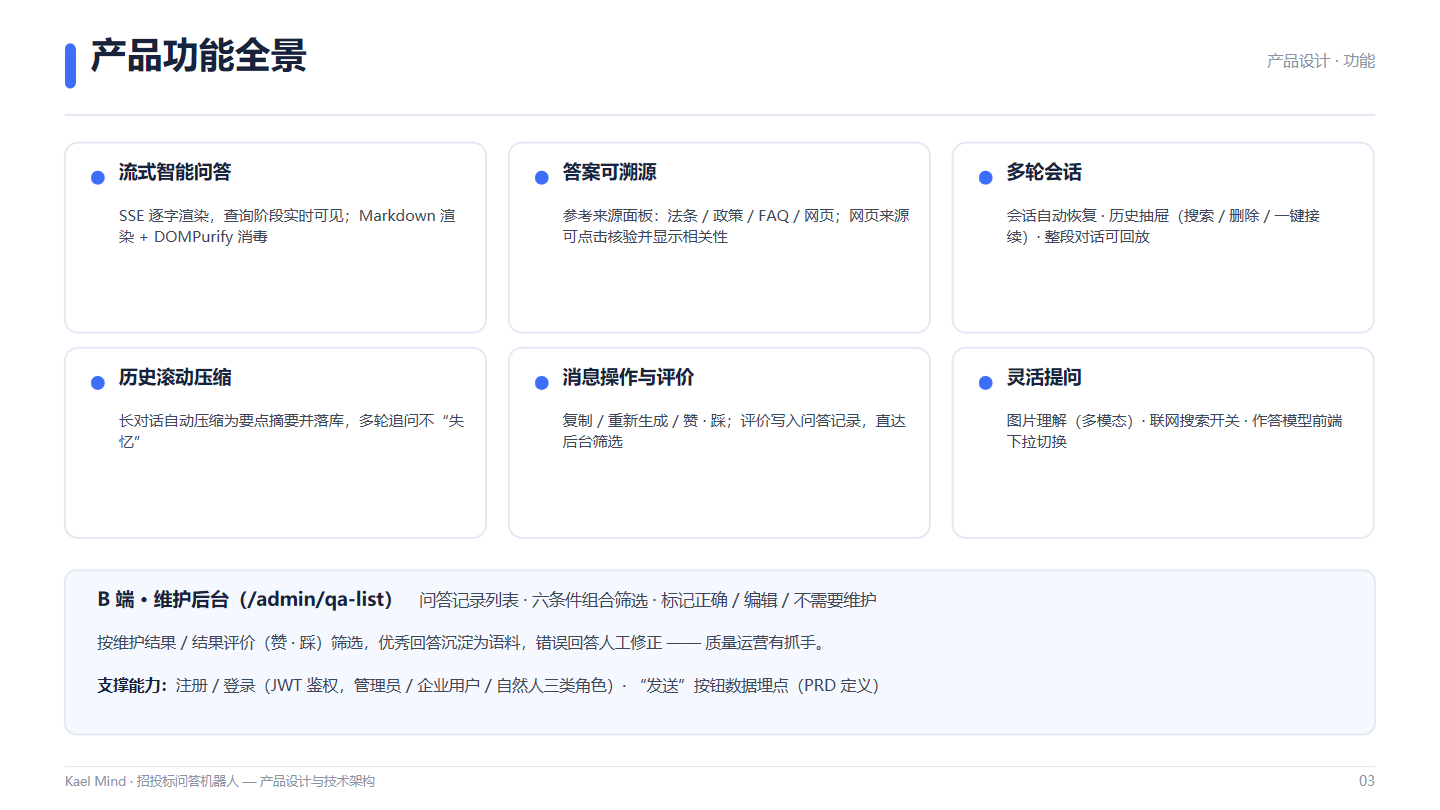 产品功能全景
产品设计 · 功能
流式智能问答
SSE 逐字渲染，查询阶段实时可见；Markdown 渲
染 + DOMPurify 消毒
答案可溯源
参考来源面板：法条 / 政策 / FAQ / 网页；网页来源
可点击核验并显示相关性
多轮会话
会话自动恢复 · 历史抽屉（搜索 / 删除 / 一键接
续）· 整段对话可回放
历史滚动压缩
长对话自动压缩为要点摘要并落库，多轮追问不“失
忆”
消息操作与评价
复制 / 重新生成 / 赞 · 踩；评价写入问答记录，直达
后台筛选
灵活提问
图片理解（多模态）· 联网搜索开关 · 作答模型前端
下拉切换
B 端 · 维护后台（/admin/qa-list） 问答记录列表 · 六条件组合筛选 · 标记正确 / 编辑 / 不需要维护
按维护结果 / 结果评价（赞 · 踩）筛选，优秀回答沉淀为语料，错误回答人工修正 —— 质量运营有抓手。
支撑能力：注册 / 登录（JWT 鉴权，管理员 / 企业用户 / 自然人三类角色）· “发送”按钮数据埋点（PRD 定义）
Kael Mind · 招投标问答机器人 — 产品设计与技术架构
03